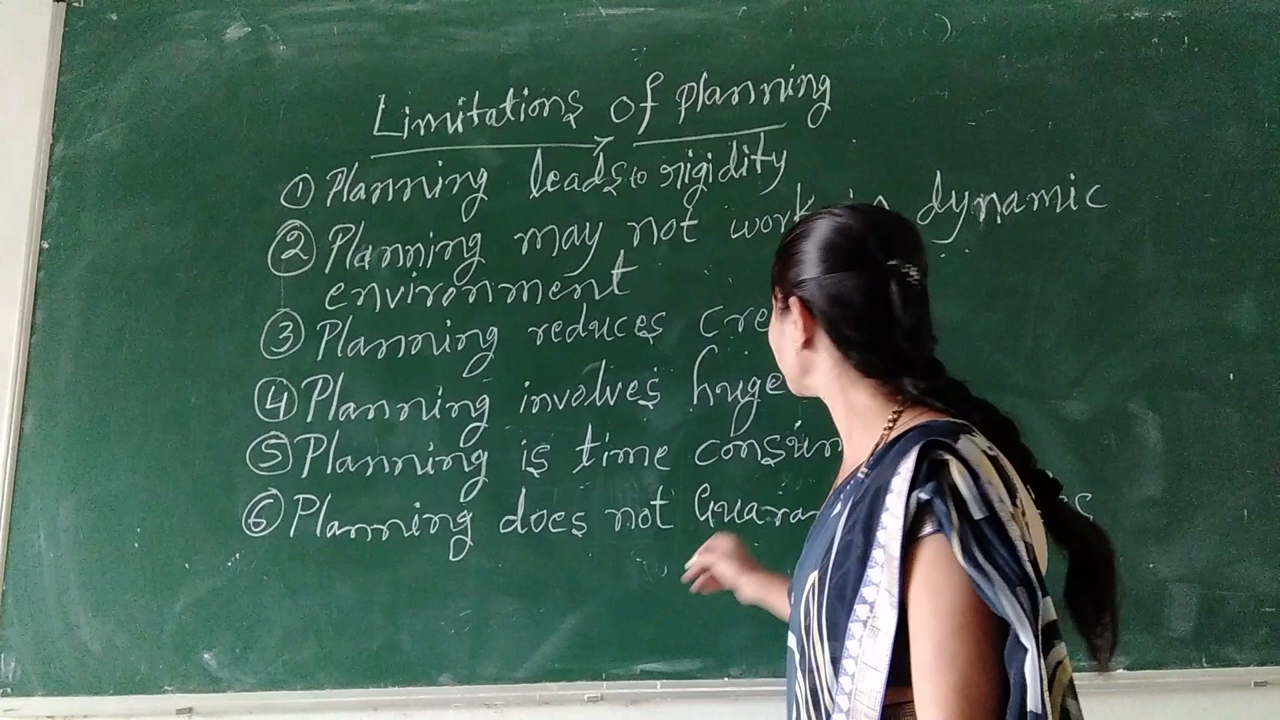 Limitations of planning
① Planning leads to rigidity
② Planning may not work in dynamic
environment
③ Planning reduces Cre
④ Planning involves huge
⑤ Planning is time consum
⑥ Planning does not Guaran